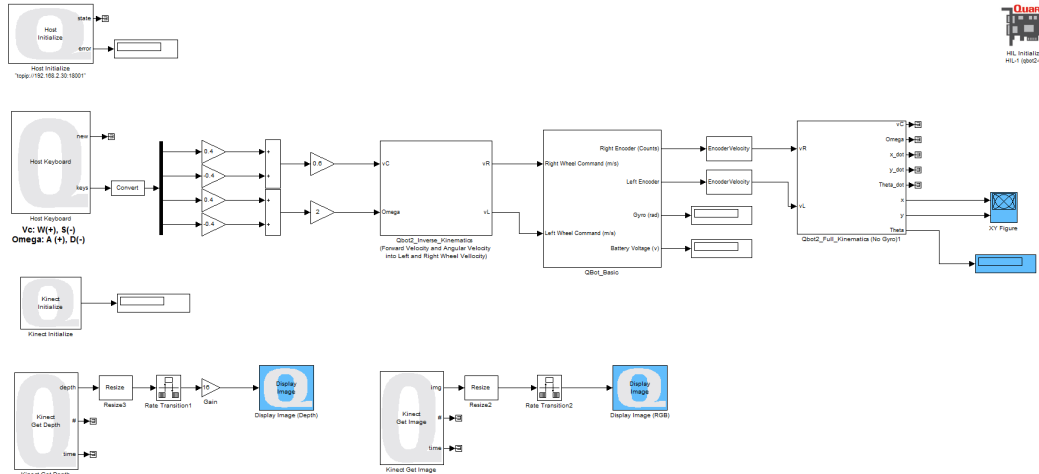 Host
Initialize
state
error
Host Initialize
"tcpip://192.168.2.30:18001"
Quar
HIL Initializ
HIL-1 (qbot2-
Host Keyboard
new
keys
Host Keyboard
Vc: W(+), S(-)
Omega: A (+), D(-)
Convert
0.4
-0.4
0.4
-0.4
+
+
+
+
0.6
2
vC
Omega
vR
vL
Qbot2_Inverse_Kinematics
(Forward Velocity and Angular Velocity
into Left and Right Wheel Vellocity)
Right Wheel Command (m/s)
Left Wheel Command (m/s)
Right Encoder (Counts)
Left Encoder
Gyro (rad)
Battery Voltage (v)
QBot_Basic
EncoderVelocity
EncoderVelocity
vR
vL
vC
Omega
x_dot
y_dot
Theta_dot
x
y
Theta
Qbot2_Full_Kinematics (No Gyro)1
XY Figure
Kinect
Initialize
Kinect Initialize
Kinect
Get Depth
depth
#
time
Kinect Get Depth
Resize
Resize3
Rate Transition1
16
Gain
Display
Image
Display Image (Depth)
Kinect
Get Image
img
#
time
Kinect Get Image
Resize
Resize2
Rate Transition2
Display
Image
Display Image (RGB)